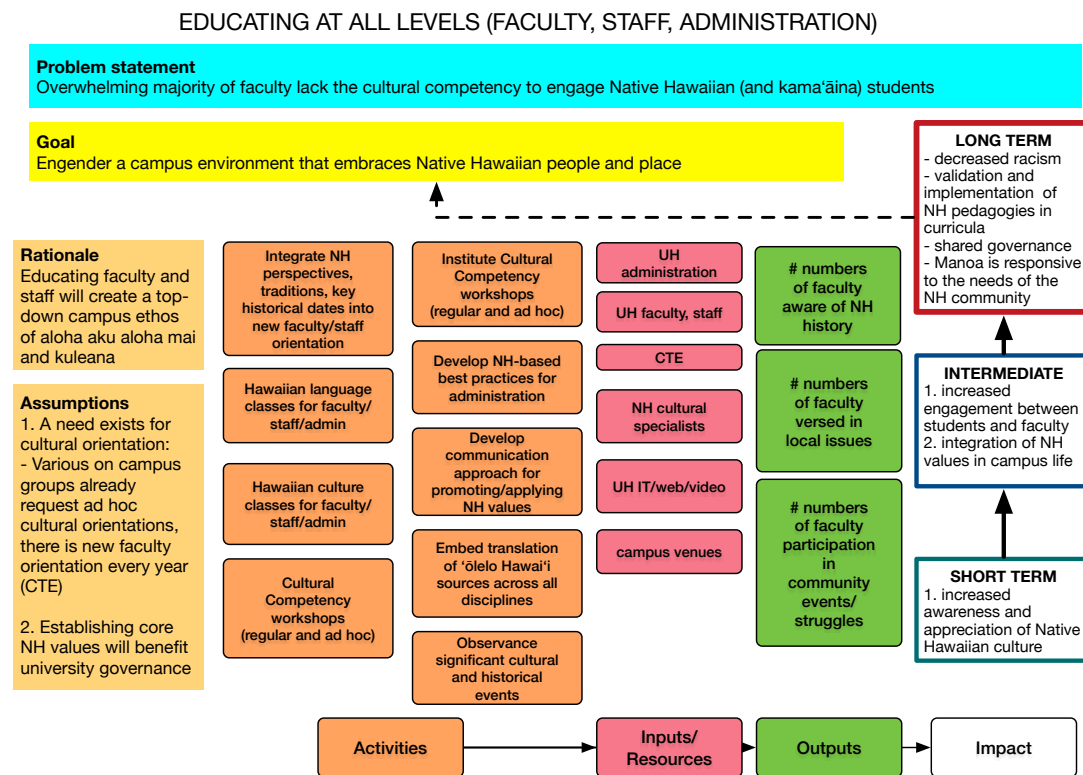 EDUCATING AT ALL LEVELS (FACULTY, STAFF, ADMINISTRATION)
Problem statement
Overwhelming majority of faculty lack the cultural competency to engage Native Hawaiian (and kamaʻāina) students
Goal
Engender a campus environment that embraces Native Hawaiian people and place
Rationale
Educating faculty and
staff will create a top-
down campus ethos
of aloha aku aloha mai
and kuleana
Assumptions
1. A need exists for
cultural orientation:
- Various on campus
groups already
request ad hoc
cultural orientations,
there is new faculty
orientation every year
(CTE)
2. Establishing core
NH values will benefit
university governance
Integrate NH
perspectives,
traditions, key
historical dates into
new faculty/staff
orientation
Hawaiian language
classes for faculty/
staff/admin
Hawaiian culture
classes for faculty/
staff/admin
Cultural
Competency
workshops
(regular and ad hoc)
Institute Cultural
Competency
workshops
(regular and ad hoc)
Develop NH-based
best practices for
administration
Develop
communication
approach for
promoting/applying
NH values
Embed translation
of ʻōlelo Hawaiʻi
sources across all
disciplines
Observance
significant cultural
and historical
events
UH
administration
UH faculty, staff
CTE
NH cultural
specialists
UH IT/web/video
campus venues
# numbers
of faculty
aware of NH
history
# numbers
of faculty
versed in
local issues
# numbers
of faculty
participation
in
community
events/
struggles
LONG TERM
- decreased racism
- validation and
implementation of
NH pedagogies in
curricula
- shared governance
- Manoa is responsive
to the needs of the
NH community
INTERMEDIATE
1. increased
engagement between
students and faculty
2. integration of NH
values in campus life
SHORT TERM
1. increased
awareness and
appreciation of Native
Hawaiian culture
Activities
Inputs/
Resources
Outputs
Impact